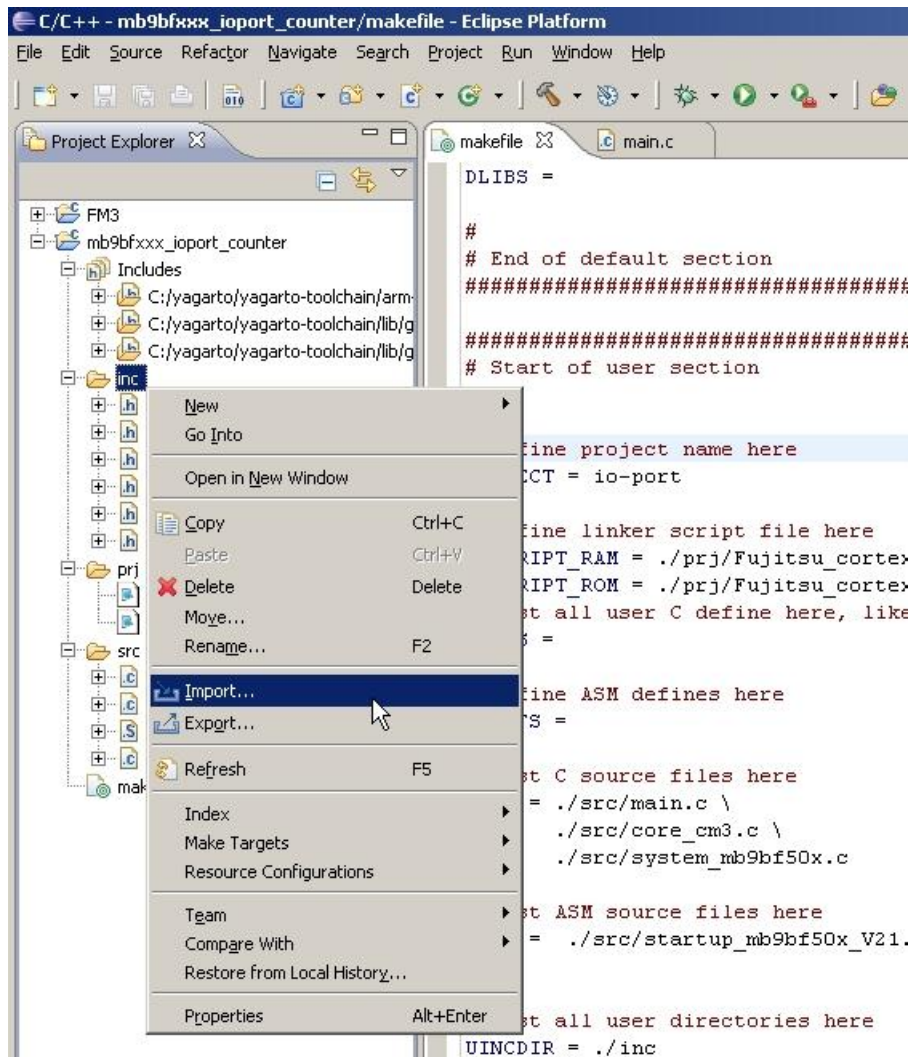 C/C++ - mb9bfxxx_ioport_counter/makefile - Eclipse Platform
File Edit Source Refactor Navigate Search Project Run Window Help
010
Project Explorer
FM3
mb9bfxxx_ioport_counter
Includes
C:/yagarto/yagarto-toolchain/arm-
C:/yagarto/yagarto-toolchain/lib/g
C:/yagarto/yagarto-toolchain/lib/g
inc
.h
.h
.h
.h
.h
.h
prj
src
.c
.c
.S
.c
mak
New
Go Into
Open in New Window
Copy Ctrl+C
Paste Ctrl+V
Delete Delete
Move...
Rename... F2
Import...
Export...
Refresh F5
Index
Make Targets
Resource Configurations
Team
Compare With
Restore from Local History...
Properties Alt+Enter
makefile main.c
DLIBS =
#
# End of default section
####################################
####################################
# Start of user section
fine project name here
CT = io-port
fine linker script file here
RIPT_RAM = ./prj/Fujitsu_cortex
RIPT_ROM = ./prj/Fujitsu_cortex
st all user C define here, like
=
fine ASM defines here
S =
st C source files here
= ./src/main.c \
./src/core_cm3.c \
./src/system_mb9bf50x.c
st ASM source files here
= ./src/startup_mb9bf50x_V21.
st all user directories here
UINCDIR = ./inc